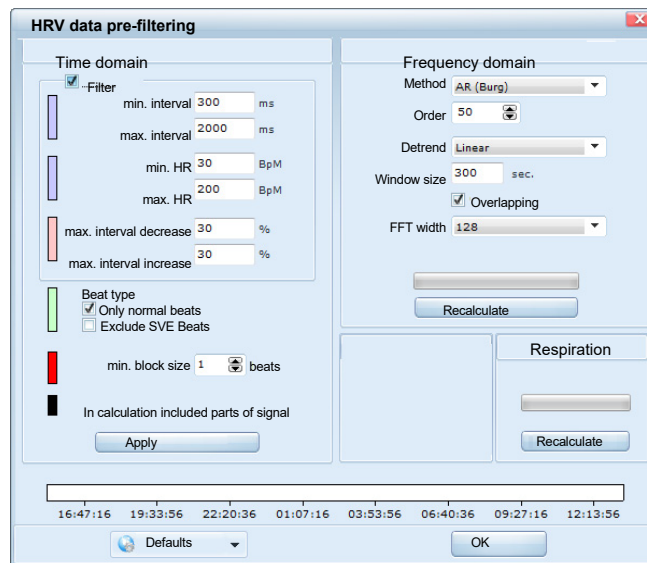 HRV data pre-filtering
Time domain
Filter
min. interval 300 ms
max. interval 2000 ms
min. HR 30 BpM
max. HR 200 BpM
max. interval decrease 30 %
max. interval increase 30 %
Beat type
Only normal beats
Exclude SVE Beats
min. block size 1 beats
In calculation included parts of signal
Apply
Frequency domain
Method AR (Burg)
Order 50
Detrend Linear
Window size 300 sec.
Overlapping
FFT width 128
Recalculate
Respiration
Recalculate
16:47:16 19:33:56 22:20:36 01:07:16 03:53:56 06:40:36 09:27:16 12:13:56
Defaults OK